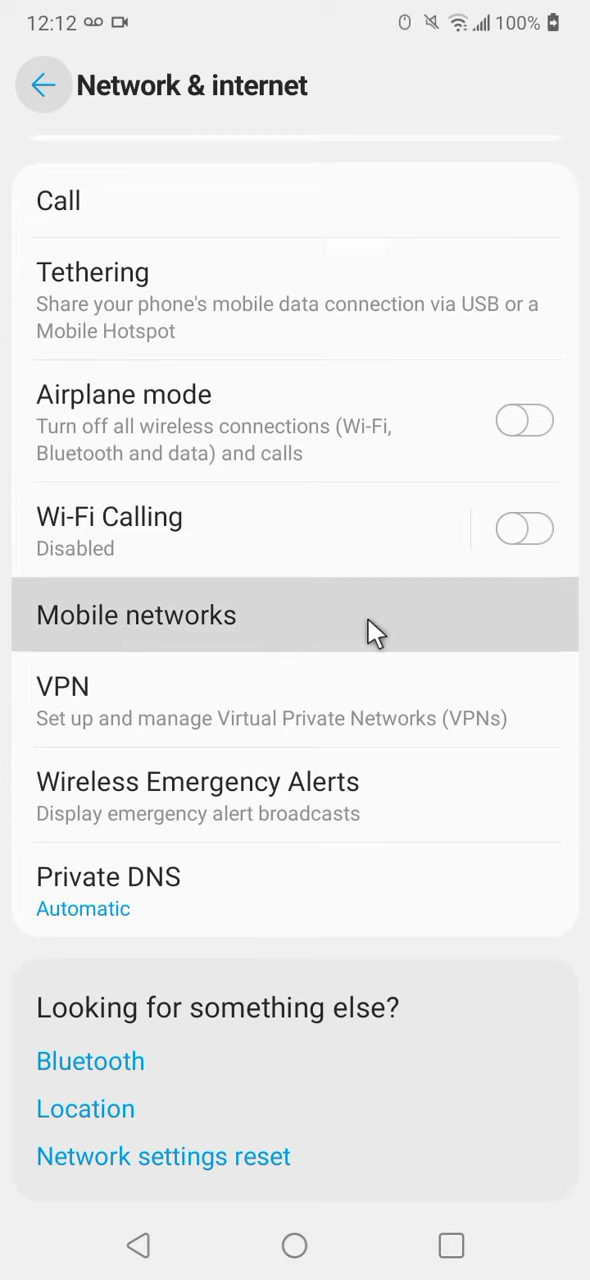 12:12
100%
Network & internet
Call
Tethering
Share your phone's mobile data connection via USB or a
Mobile Hotspot
Airplane mode
Turn off all wireless connections (Wi-Fi,
Bluetooth and data) and calls
Wi-Fi Calling
Disabled
Mobile networks
VPN
Set up and manage Virtual Private Networks (VPNs)
Wireless Emergency Alerts
Display emergency alert broadcasts
Private DNS
Automatic
Looking for something else?
Bluetooth
Location
Network settings reset